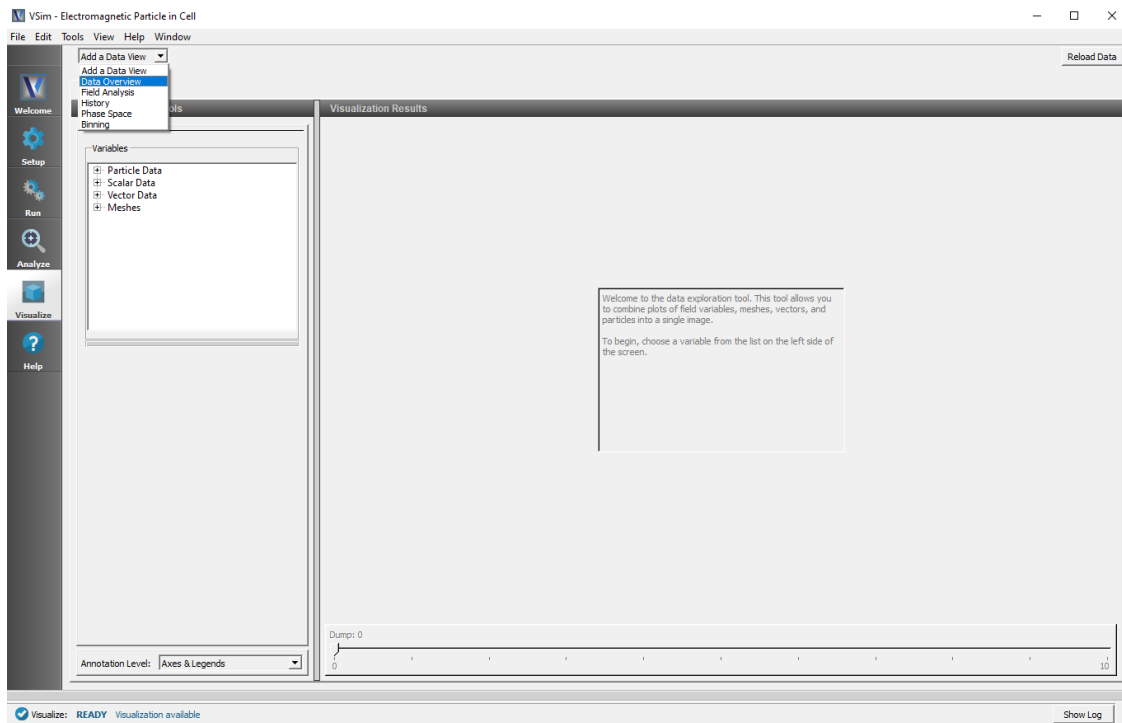 VSim - Electromagnetic Particle in Cell
File Edit Tools View Help Window
Add a Data View
Reload Data
Add a Data View
Data Overview
Field Analysis
History
Phase Space
Binning
ols
Visualization Results
Welcome
Setup
Run
Analyze
Visualize
Help
Variables
Particle Data
Scalar Data
Vector Data
Meshes
Welcome to the data exploration tool. This tool allows you
to combine plots of field variables, meshes, vectors, and
particles into a single image.
To begin, choose a variable from the list on the left side of
the screen.
Dump: 0
0
10
Annotation Level: Axes & Legends
Visualize: READY Visualization available
Show Log